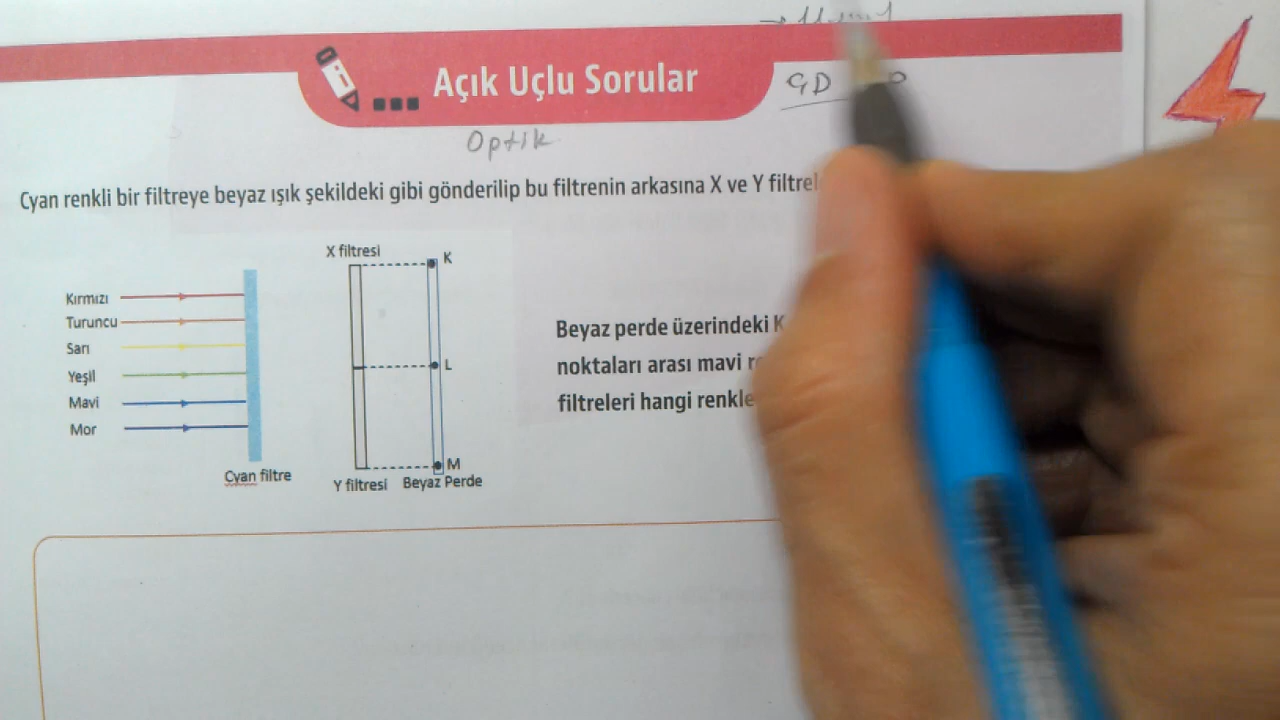 Açık Uçlu Sorular
GD
Optik
Cyan renkli bir filtreye beyaz ışık şekildeki gibi gönderilip bu filtrenin arkasına X ve Y filtrel
X filtresi
K
Kırmızı
Turuncu
Sarı
Yeşil
Mavi
Mor
L
M
Cyan filtre
Y filtresi Beyaz Perde
Beyaz perde üzerindeki K
noktaları arası mavi
filtreleri hangi renkle